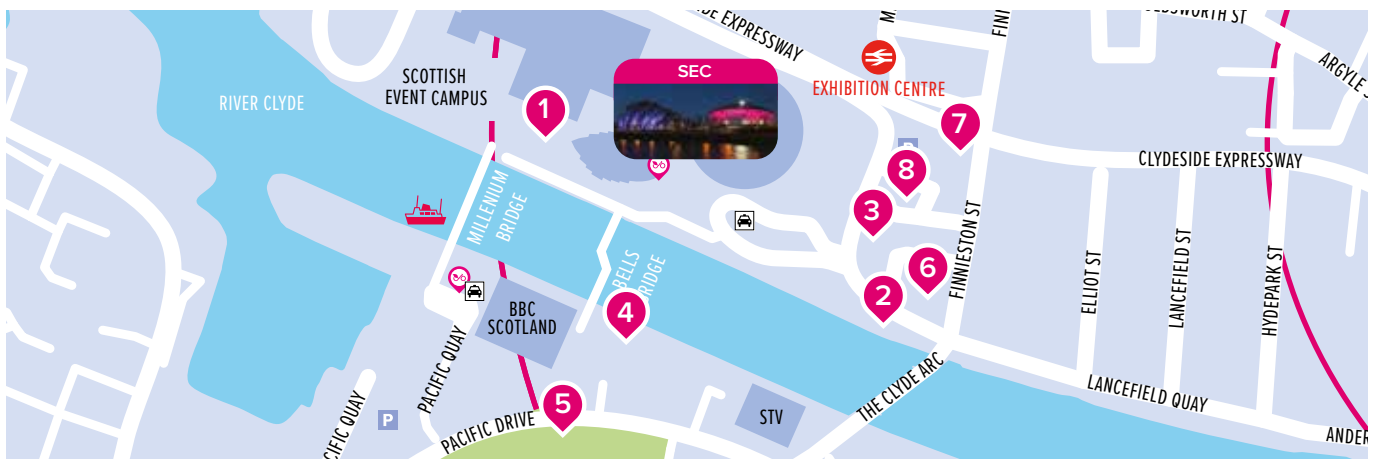 SEC
SCOTTISH
EVENT CAMPUS
RIVER CLYDE
EXPRESSWAY
EXHIBITION CENTRE
ARGYLE
CLYDESIDE EXPRESSWAY
1
7
8
3
6
2
4
5
MILLENIUM
BRIDGE
BELLS
BBC
SCOTLAND
PACIFIC QUAY
PACIFIC DRIVE
QUAY
P
STV
THE CLYDE ARC
FINNIESTON ST
ELLIOT ST
LANCEFIELD ST
HYDEPARK ST
LANCEFIELD QUAY